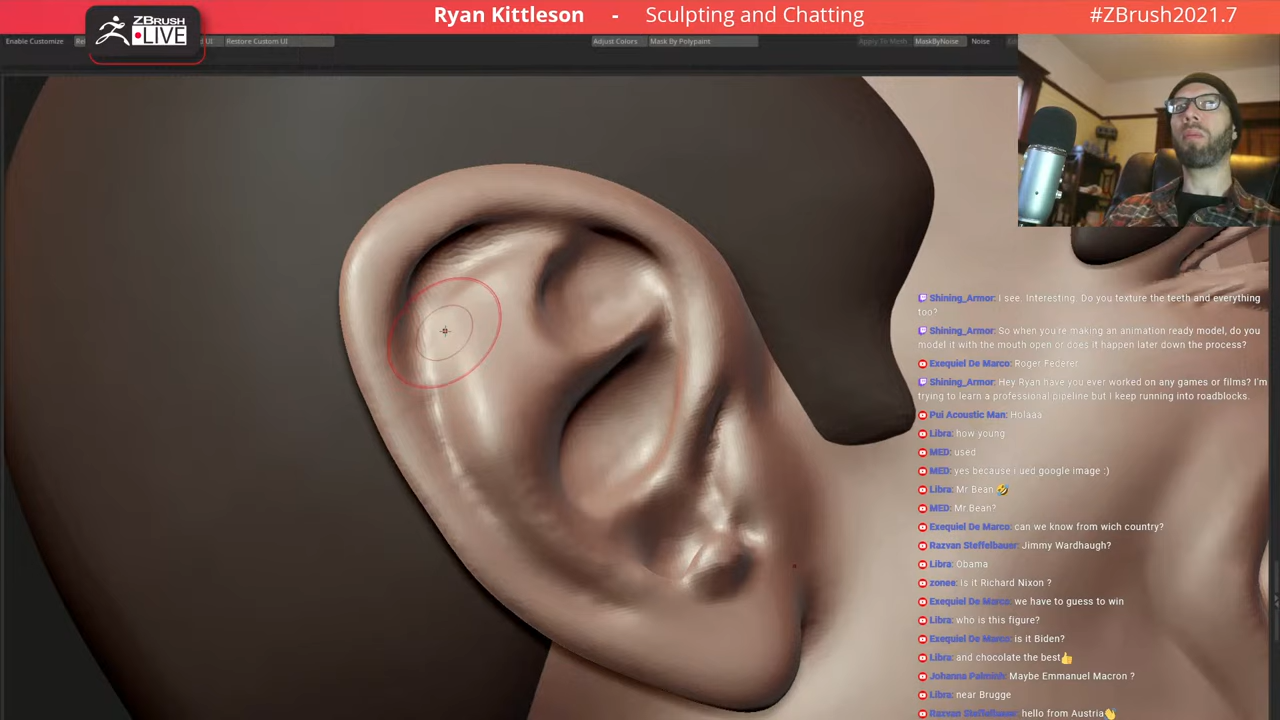 Ryan Kittleson - Sculpting and Chatting #ZBrush2021.7
ZBRUSH
LIVE
Enable Customize UI Restore Custom UI Adjust Colors Mask By Polypaint Apply To Mesh MaskByNoise Noise
Shining_Armor: I see. Interesting. Do you texture the teeth and everything
too?
Shining_Armor: So when you're making an animation ready model, do you
model it with the mouth open or does it happen later down the process?
Exequiel De Marco: Roger Federer
Shining_Armor: Hey Ryan have you ever worked on any games or films? I'm
trying to learn a professional pipeline but I keep running into roadblocks.
Pui Acoustic Man: Holaaa
Libra: how young
MED: used
MED: yes because i ued google image :)
Libra: Mr Bean 🤣
MED: Mr Bean?
Exequiel De Marco: can we know from wich country?
Razvan Steffelbauer: Jimmy Wardhaugh?
Libra: Obama
zonee: Is it Richard Nixon ?
Exequiel De Marco: we have to guess to win
Libra: who is this figure?
Exequiel De Marco: is it Biden?
Libra: and chocolate the best👍
Johanna Palminh: Maybe Emmanuel Macron ?
Libra: near Brugge
Razvan Steffelbauer: hello from Austria👋